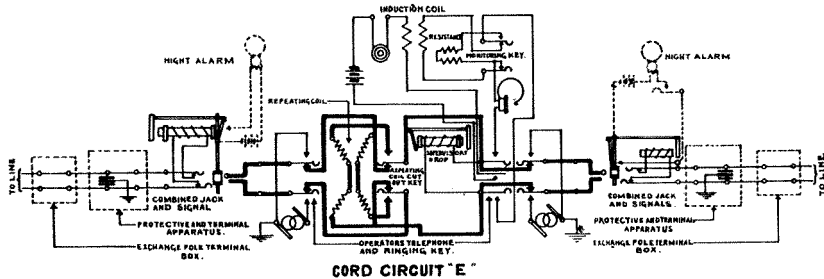 INDUCTION COIL
RESISTANCE
MONITORING KEY.
NIGHT ALARM
NIGHT ALARM
REPEATING COIL
SUPERVISORY
DROP
REPEATING
COIL CUT
OUT KEY
TO LINE
COMBINED JACK
AND SIGNAL
PROTECTIVE AND TERMINAL
APPARATUS.
EXCHANGE POLE TERMINAL
BOX.
OPERATORS TELEPHONE
AND RINGING KEY.
COMBINED JACK
AND SIGNALS
PROTECTIVE AND TERMINAL
APPARATUS
EXCHANGE POLE TERMINAL
BOX.
TO LINE
CORD CIRCUIT "E"